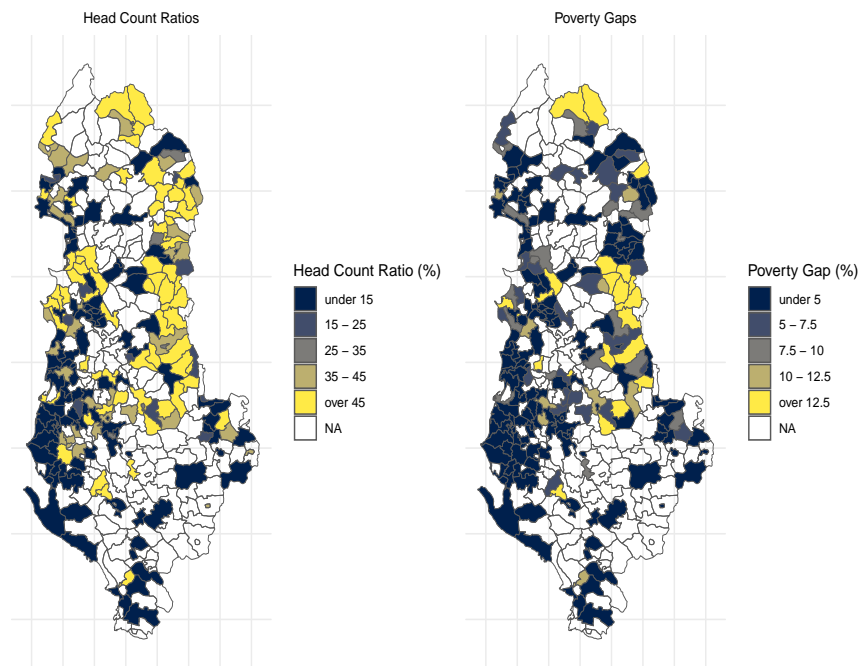 Head Count Ratios
Head Count Ratio (%)
under 15
15 – 25
25 – 35
35 – 45
over 45
NA
Poverty Gaps
Poverty Gap (%)
under 5
5 – 7.5
7.5 – 10
10 – 12.5
over 12.5
NA